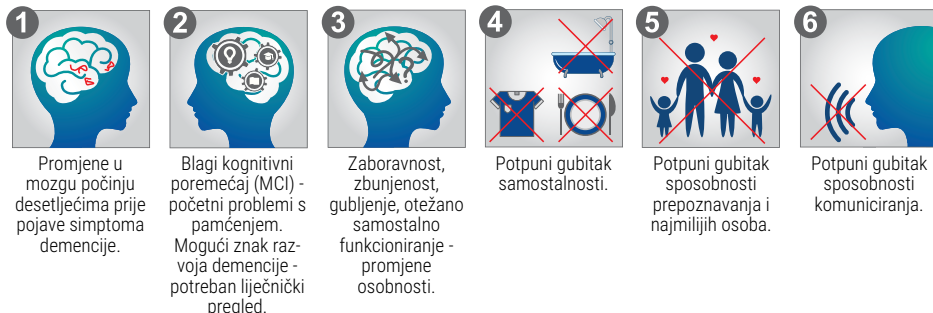 1
Promjene u
mozgu počinju
desetljećima prije
pojave simptoma
demencije.
2
Blagi kognitivni
poremećaj (MCI) -
početni problemi s
pamćenjem.
Mogući znak raz-
voja demencije -
potreban liječnički
pregled.
3
Zaboravnost,
zbunjenost,
gubljenje, otežano
samostalno
funkcioniranje -
promjene
osobnosti.
4
Potpuni gubitak
samostalnosti.
5
Potpuni gubitak
sposobnosti
prepoznavanja i
najmilijih osoba.
6
Potpuni gubitak
sposobnosti
komuniciranja.